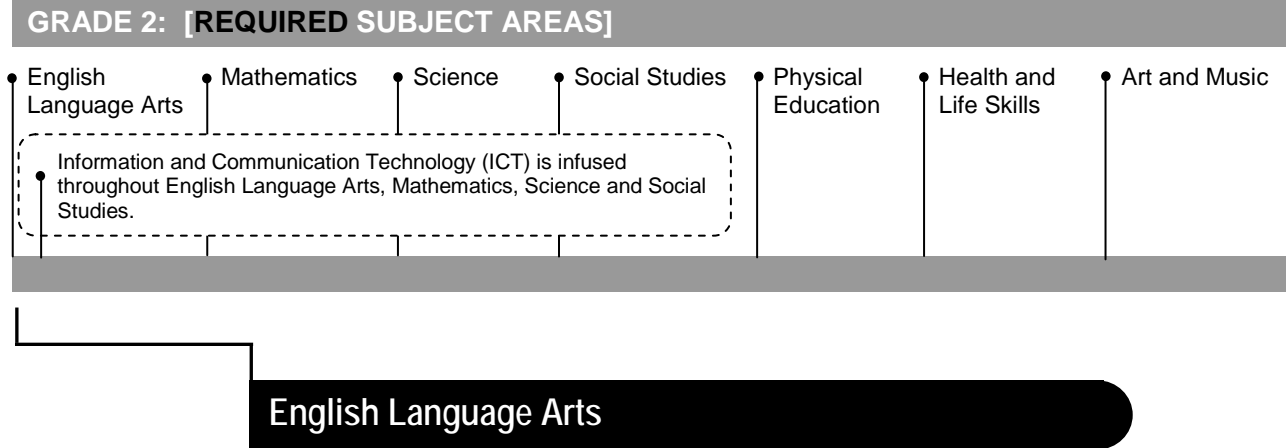 GRADE 2: [REQUIRED SUBJECT AREAS]
English
Language Arts
Mathematics
Science
Social Studies
Physical
Education
Health and
Life Skills
Art and Music
Information and Communication Technology (ICT) is infused
throughout English Language Arts, Mathematics, Science and Social
Studies.
English Language Arts